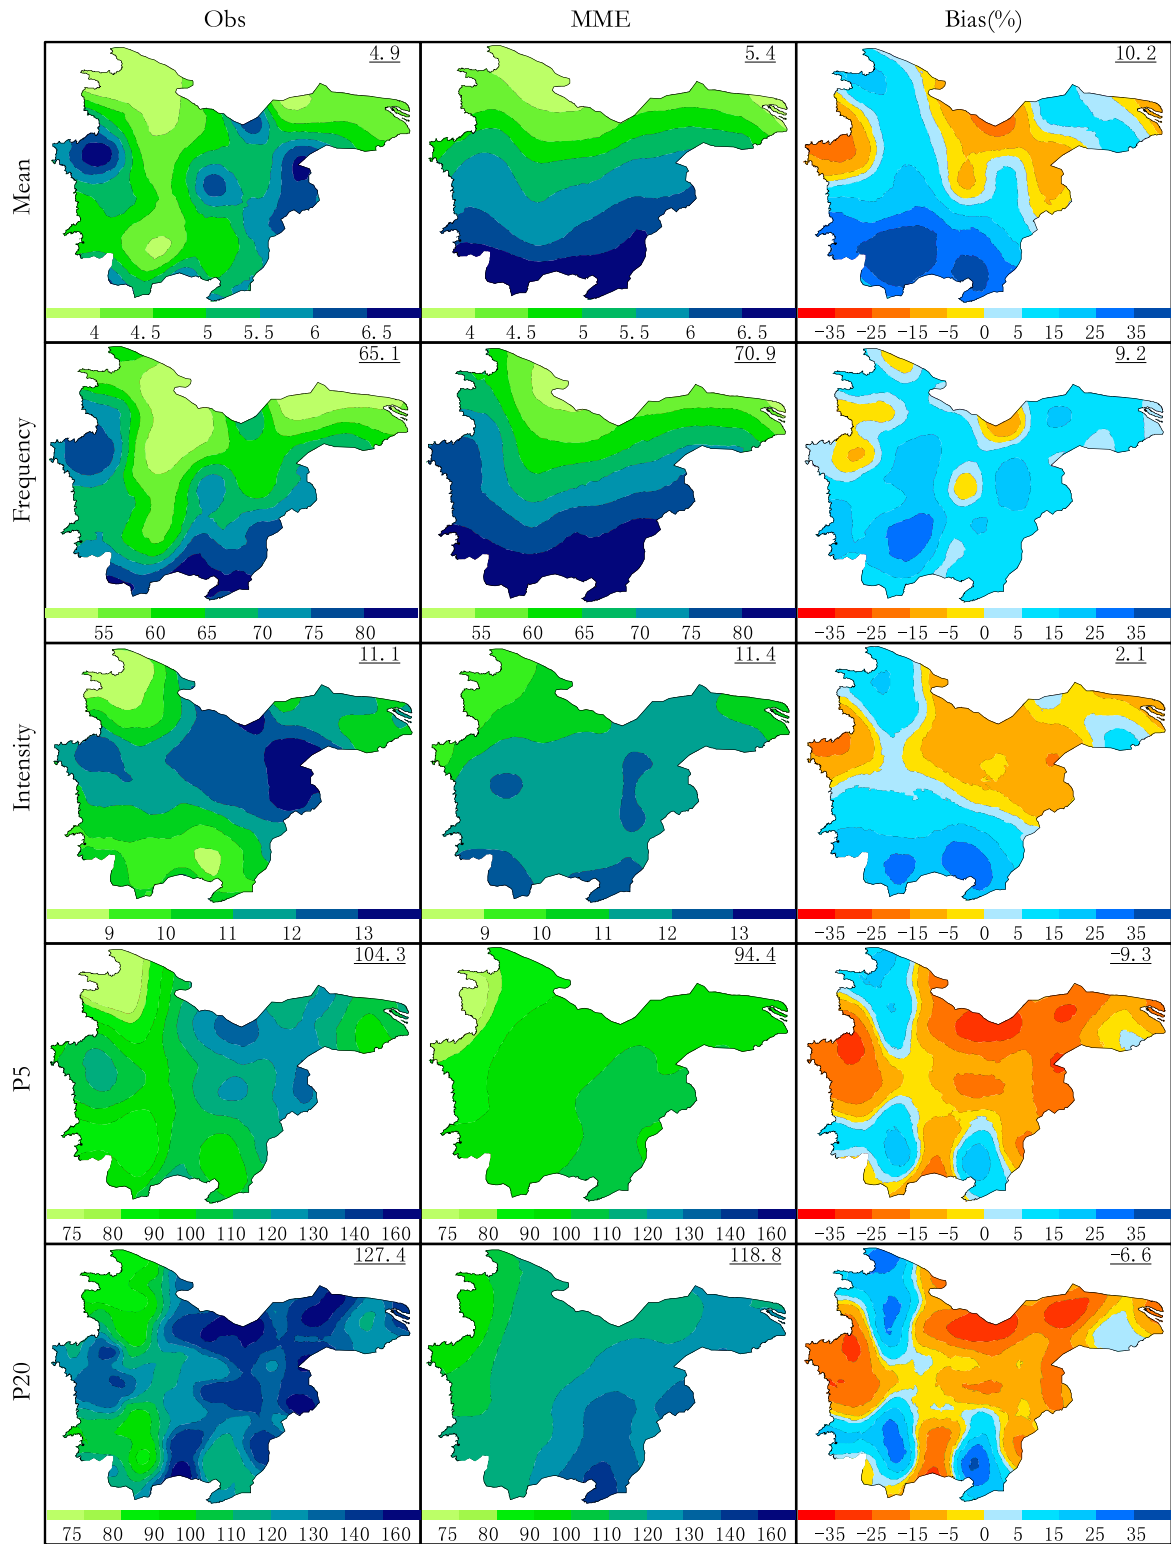 Obs MME Bias(%)
Mean
4.9 5.4 10.2
4 4.5 5 5.5 6 6.5 4 4.5 5 5.5 6 6.5 -35 -25 -15 -5 0 5 15 25 35
Frequency
65.1 70.9 9.2
55 60 65 70 75 80 55 60 65 70 75 80 -35 -25 -15 -5 0 5 15 25 35
Intensity
11.1 11.4 2.1
9 10 11 12 13 9 10 11 12 13 -35 -25 -15 -5 0 5 15 25 35
P5
104.3 94.4 -9.3
75 80 90 100 110 130 140 160 75 80 90 100 110 130 140 160 -35 -25 -15 -5 0 5 15 25 35
P20
127.4 118.8 -6.6
75 80 90 100 110 130 140 160 75 80 90 100 110 130 140 160 -35 -25 -15 -5 0 5 15 25 35